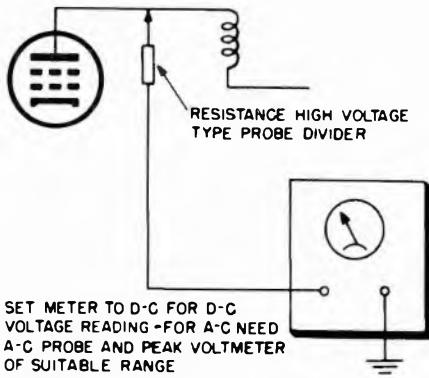 RESISTANCE HIGH VOLTAGE
TYPE PROBE DIVIDER
SET METER TO D-C FOR D-C
VOLTAGE READING-FOR A-C NEED
A-C PROBE AND PEAK VOLTMETER
OF SUITABLE RANGE